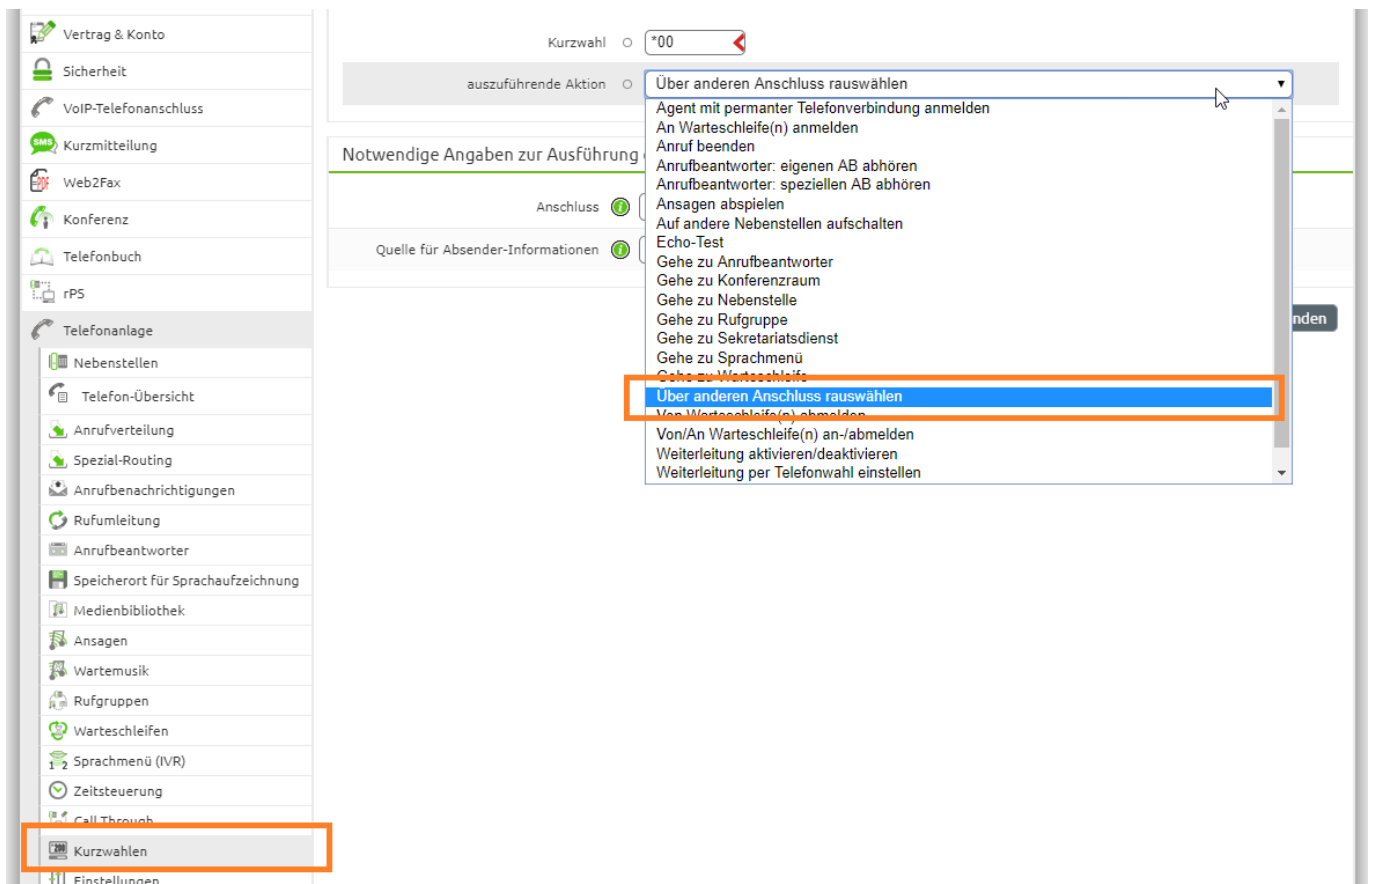 Vertrag & Konto
Sicherheit
VoIP-Telefonanschluss
SMS
Kurzmitteilung
PDF
Web2Fax
Konferenz
Telefonbuch
rPS
Telefonanlage
Nebenstellen
Telefon-Übersicht
Anrufverteilung
Spezial-Routing
Anrufbenachrichtigungen
Rufumleitung
Anrufbeantworter
Speicherort für Sprachaufzeichnung
Medienbibliothek
Ansagen
Wartemusik
Rufgruppen
Warteschleifen
1 2 Sprachmenü (IVR)
Zeitsteuerung
Call Through
Kurzwahlen
Einstellungen
Kurzwahl *00
auszuführende Aktion Über anderen Anschluss rauswählen
Agent mit permanter Telefonverbindung anmelden
An Warteschleife(n) anmelden
Anruf beenden
Anrufbeantworter: eigenen AB abhören
Anrufbeantworter: speziellen AB abhören
Ansagen abspielen
Auf andere Nebenstellen aufschalten
Echo-Test
Gehe zu Anrufbeantworter
Gehe zu Konferenzraum
Gehe zu Nebenstelle
Gehe zu Rufgruppe
Gehe zu Sekretariatsdienst
Gehe zu Sprachmenü
Gehe zu Warteschleife
Über anderen Anschluss rauswählen
Von Warteschleife(n) abmelden
Von/An Warteschleife(n) an-/abmelden
Weiterleitung aktivieren/deaktivieren
Weiterleitung per Telefonwahl einstellen
Notwendige Angaben zur Ausführung
Anschluss
Quelle für Absender-Informationen
nden